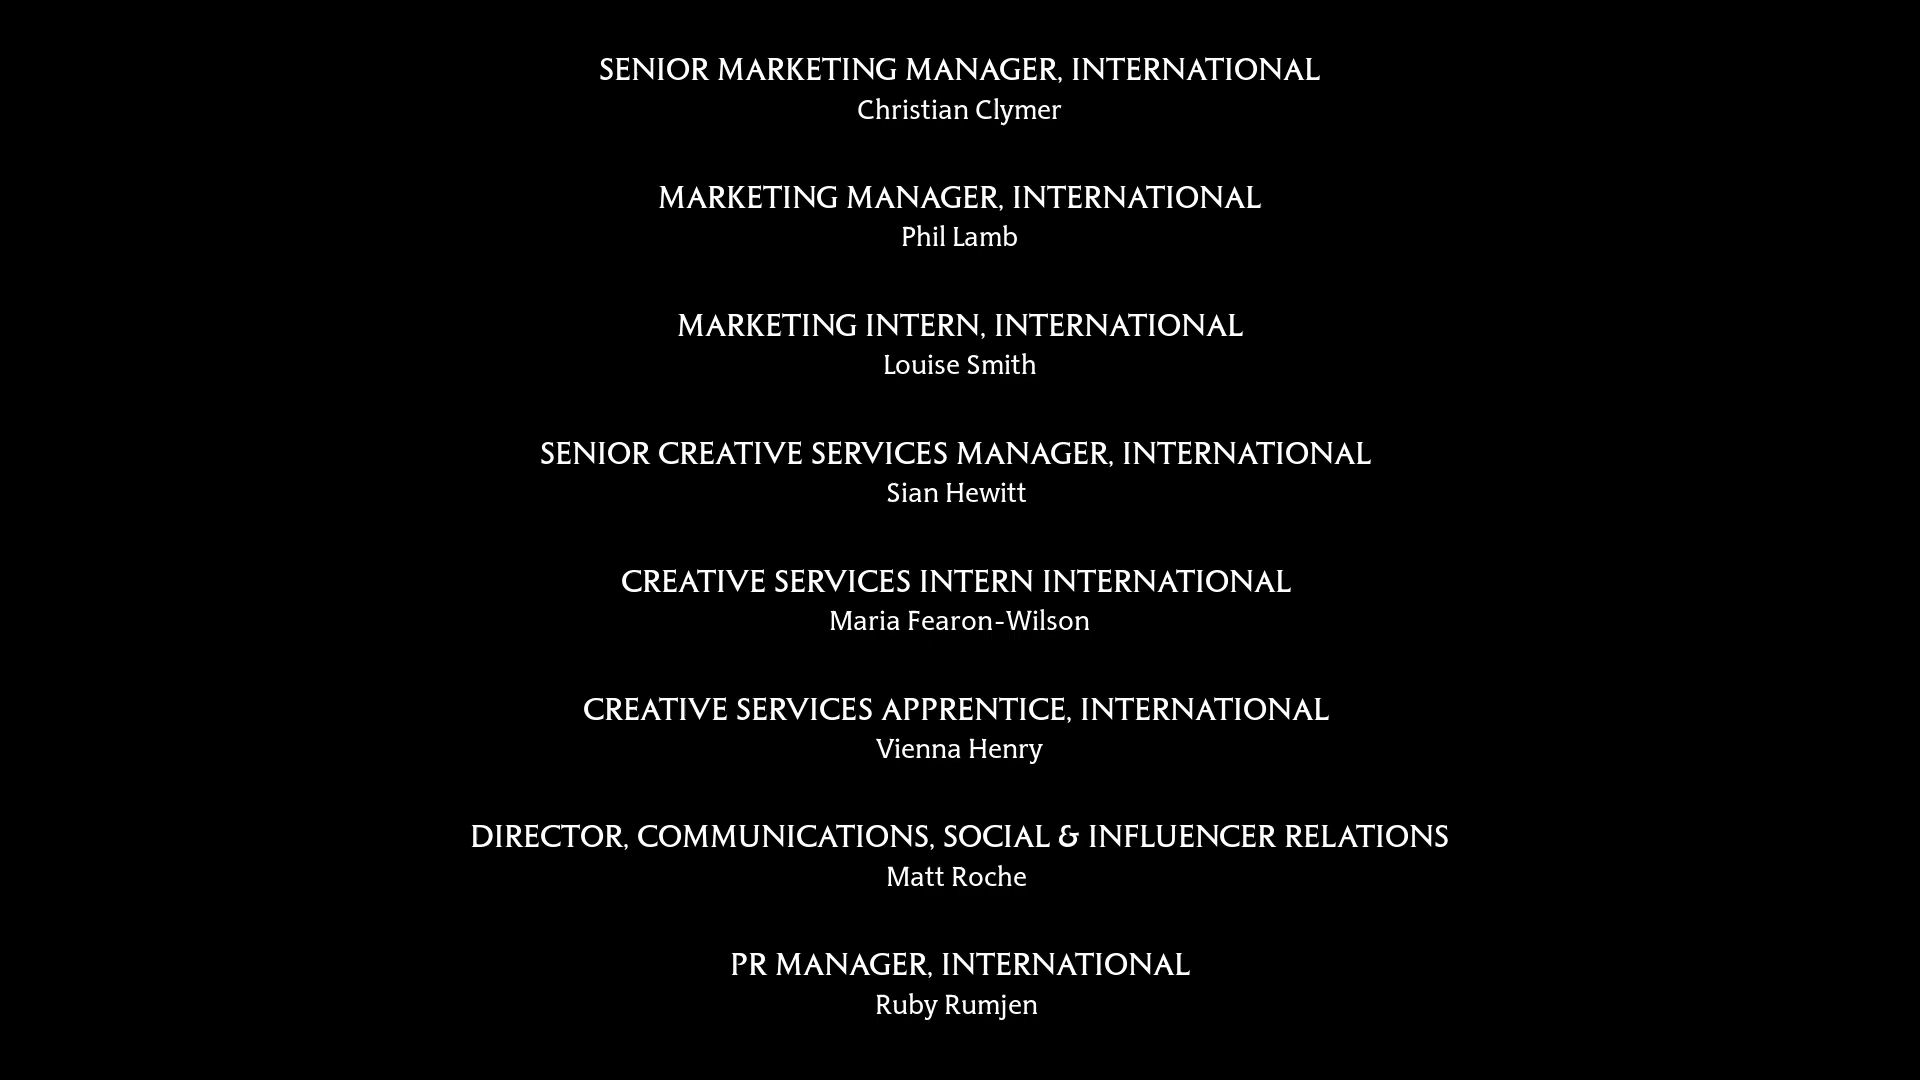 SENIOR MARKETING MANAGER, INTERNATIONAL
Christian Clymer
MARKETING MANAGER, INTERNATIONAL
Phil Lamb
MARKETING INTERN, INTERNATIONAL
Louise Smith
SENIOR CREATIVE SERVICES MANAGER, INTERNATIONAL
Sian Hewitt
CREATIVE SERVICES INTERN INTERNATIONAL
Maria Fearon-Wilson
CREATIVE SERVICES APPRENTICE, INTERNATIONAL
Vienna Henry
DIRECTOR, COMMUNICATIONS, SOCIAL & INFLUENCER RELATIONS
Matt Roche
PR MANAGER, INTERNATIONAL
Ruby Rumjen